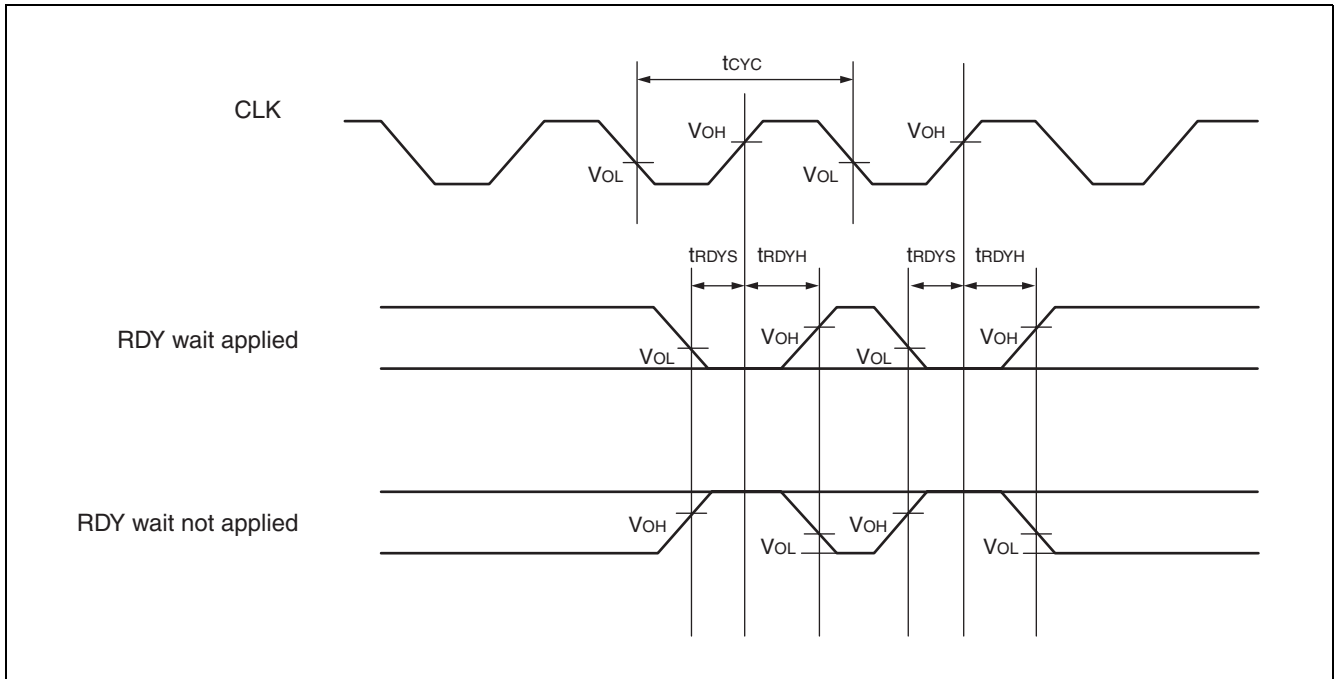 tCYC
CLK
VOH
VOH
VOL
VOL
tRDYS
tRDYH
tRDYS
tRDYH
RDY wait applied
VOL
VOH
VOL
VOH
RDY wait not applied
VOH
VOL
VOH
VOL